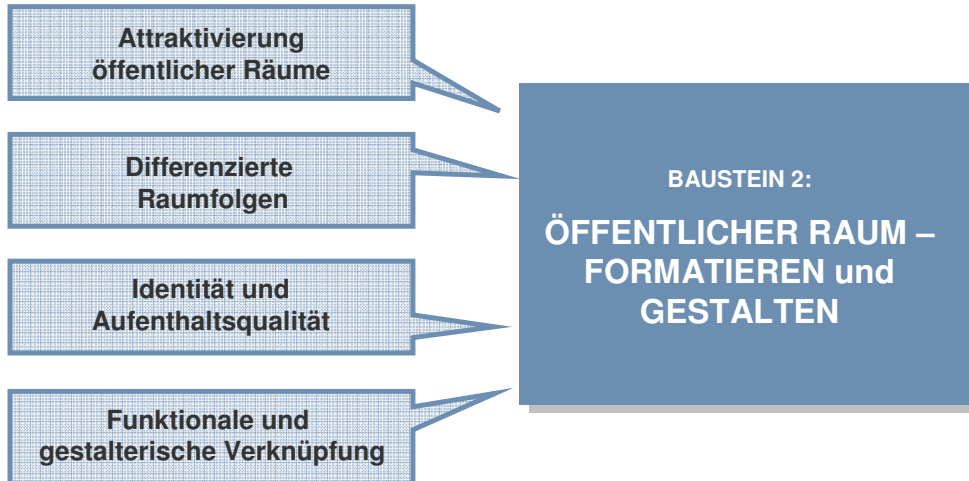 Attraktivierung
öffentlicher Räume
Differenzierte
Raumfolgen
Identität und
Aufenthaltsqualität
Funktionale und
gestalterische Verknüpfung
BAUSTEIN 2:
ÖFFENTLICHER RAUM –
FORMATIEREN und
GESTALTEN